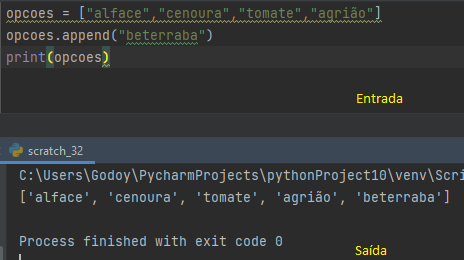 opcoes = ["alface","cenoura","tomate","agrião"]
opcoes.append("beterraba")
print(opcoes)
Entrada
scratch_32
C:\Users\Godoy\PycharmProjects\pythonProject10\venv\Scri
['alface', 'cenoura', 'tomate', 'agrião', 'beterraba']
Process finished with exit code 0
Saída